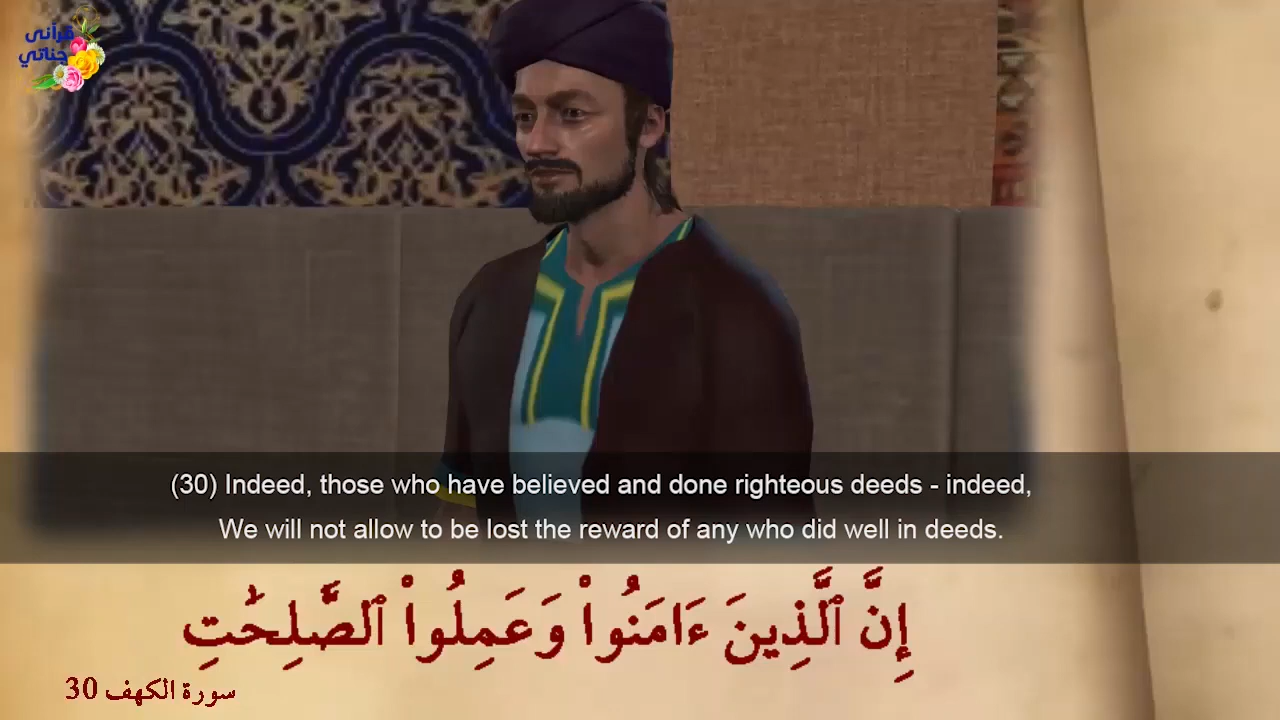 قرآنى
جناتي
(30) Indeed, those who have believed and done righteous deeds - indeed,
We will not allow to be lost the reward of any who did well in deeds.
إِنَّ ٱلَّذِينَ ءَامَنُوا۟ وَعَمِلُوا۟ ٱلصَّـٰلِحَـٰتِ
سورة الكهف 30